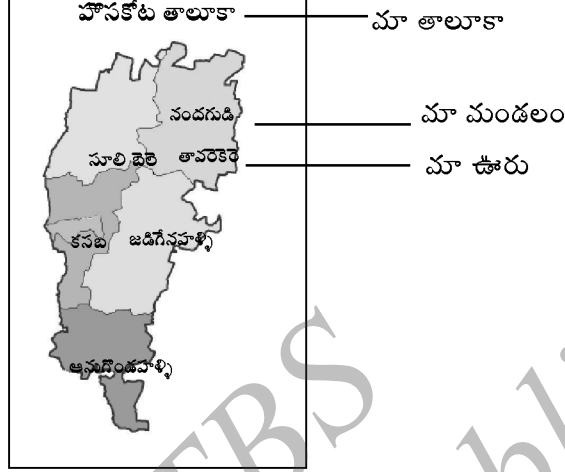 హొసకోట తాలూకా
మా తాలూకా
నందగుడి
మా మండలం
సూలిబెలె
తావరెకెరె
మా ఊరు
కసబ
జడిగేనహళ్ళి
అనుగొండహళ్ళి